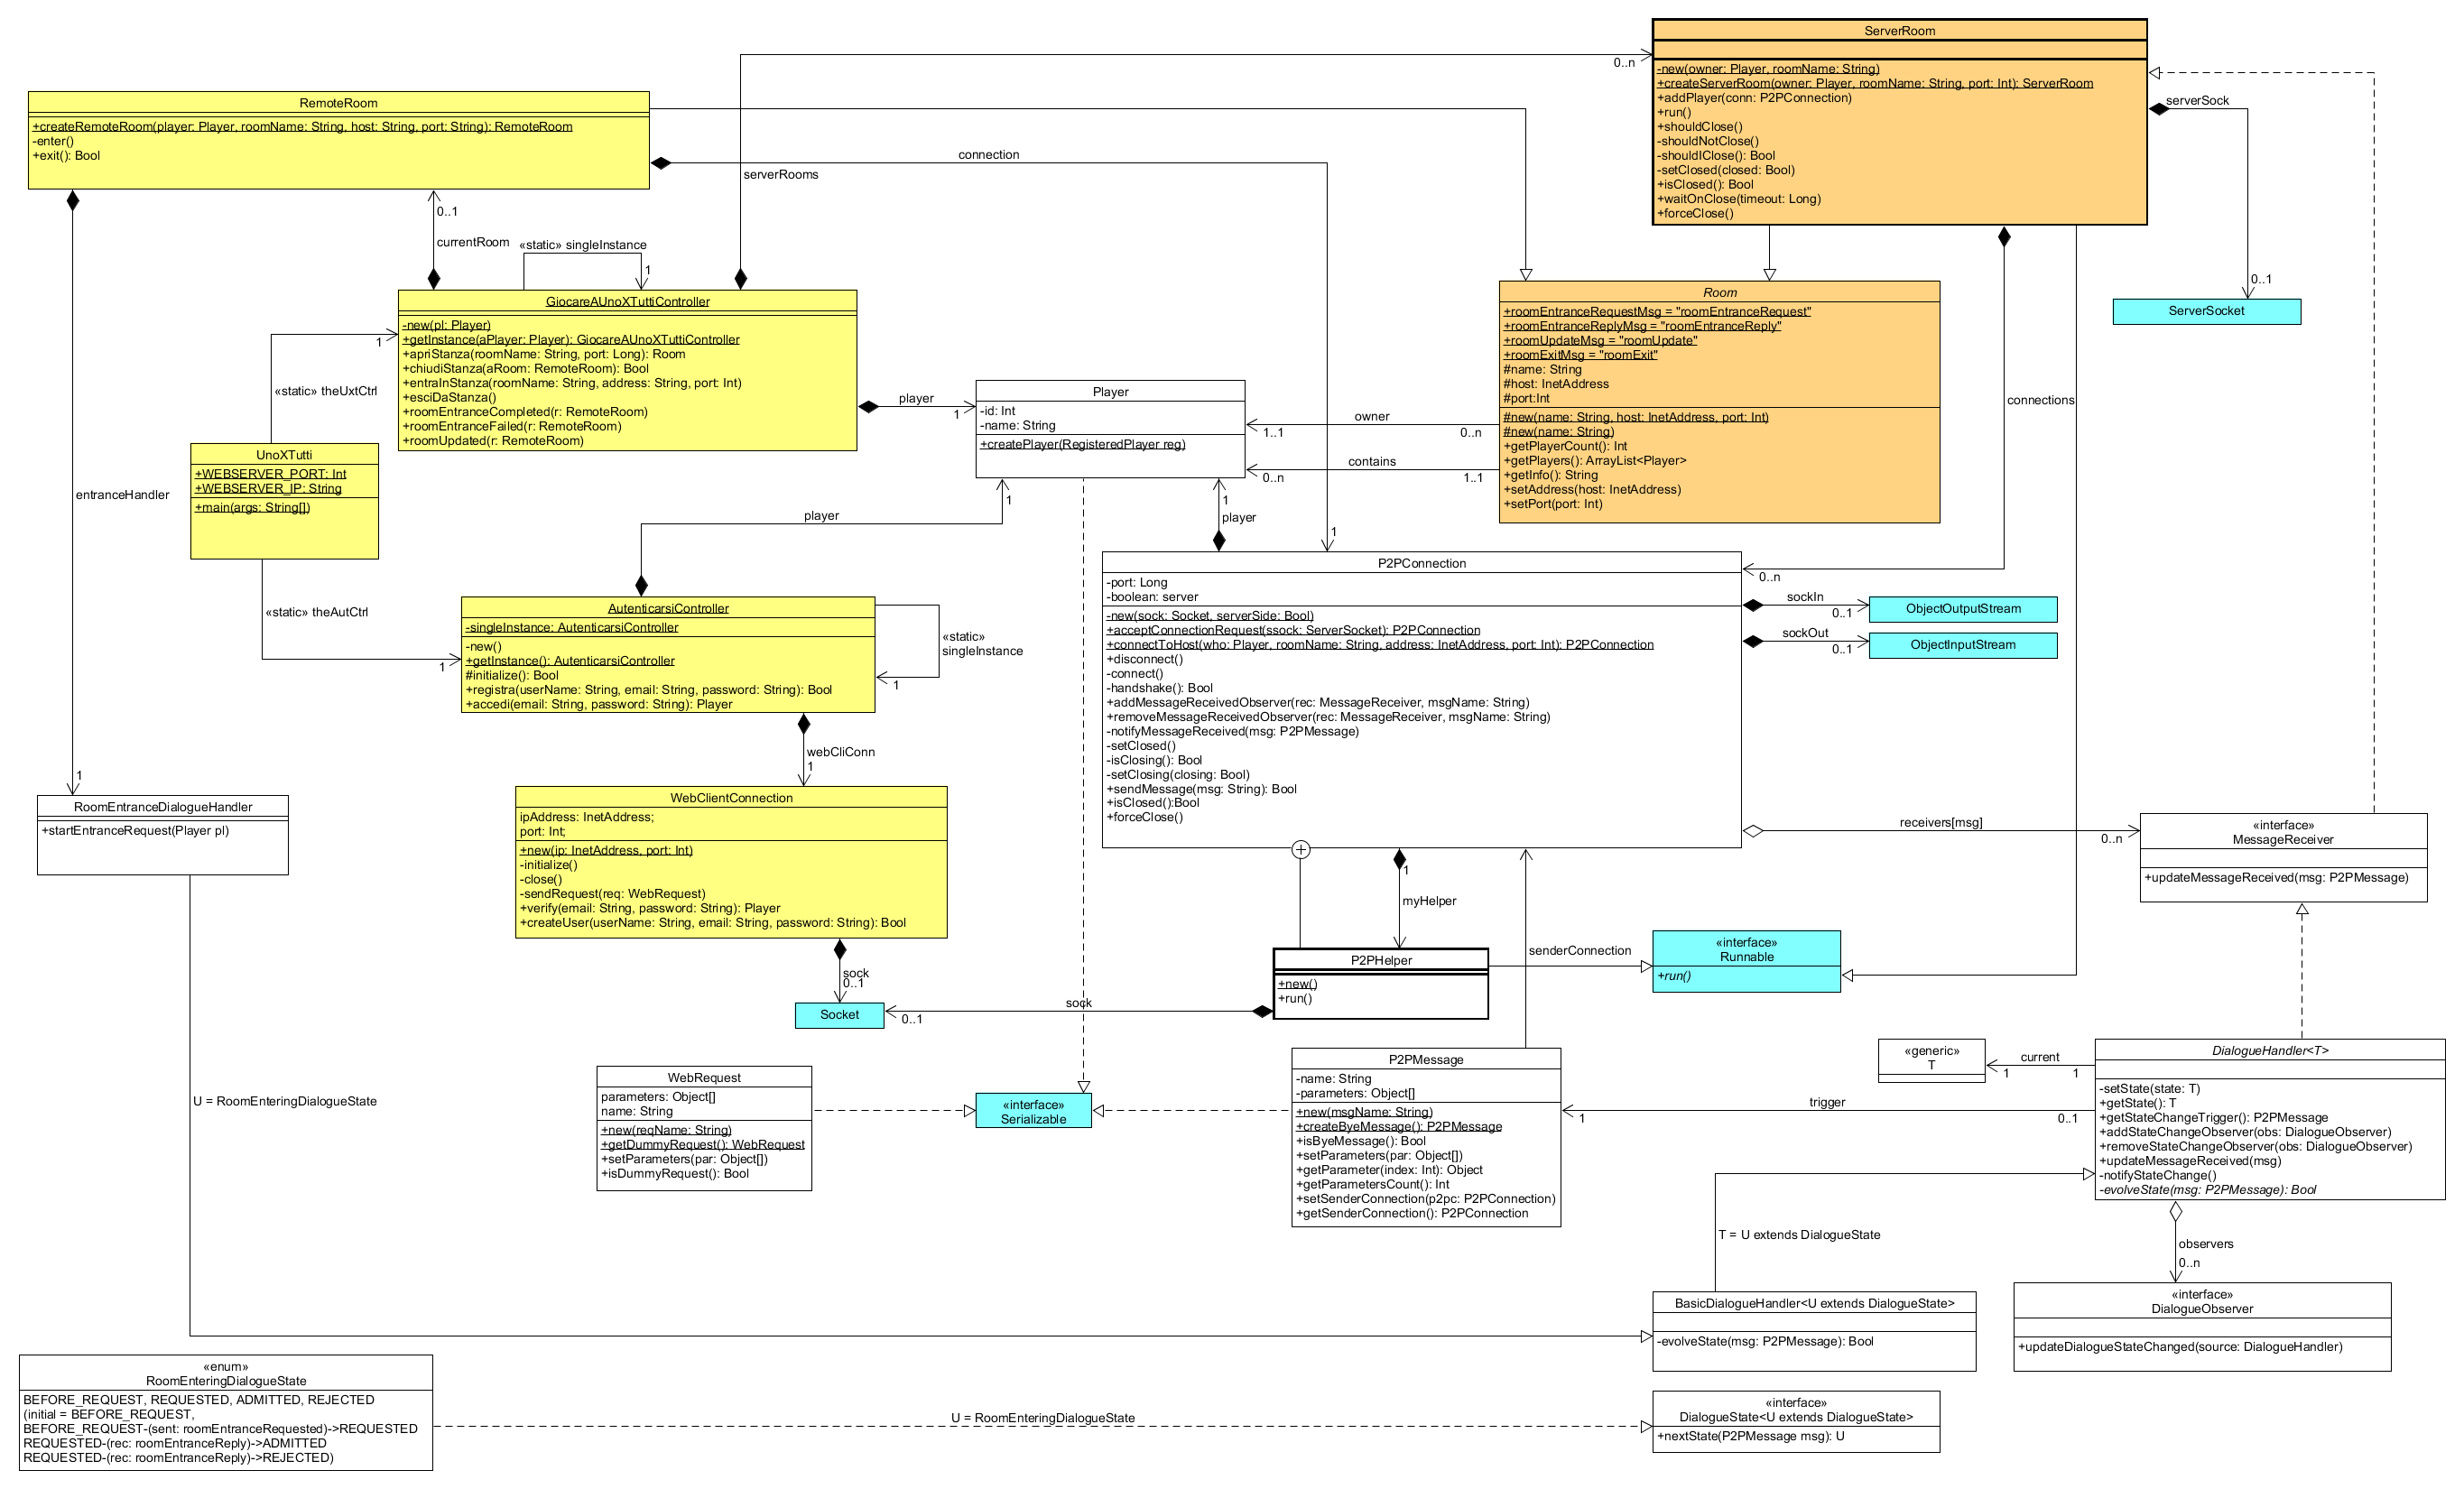 ServerRoom
-new(owner: Player, roomName: String)
+createServerRoom(owner: Player, roomName: String, port: Int): ServerRoom
+addPlayer(conn: P2PConnection)
+run()
+shouldClose()
-shouldNotClose()
-shouldIClose(): Bool
-setClosed(closed: Bool)
+isClosed(): Bool
+waitOnClose(timeout: Long)
+forceClose()
0..n
serverSock
0..1
ServerSocket
RemoteRoom
+createRemoteRoom(player: Player, roomName: String, host: String, port: String): RemoteRoom
-enter()
+exit(): Bool
connection
serverRooms
0..1
currentRoom
«static» singleInstance
1
GiocareAUnoXTuttiController
-new(pl: Player)
+getInstance(aPlayer: Player): GiocareAUnoXTuttiController
+apriStanza(roomName: String, port: Long): Room
+chiudiStanza(aRoom: RemoteRoom): Bool
+entraInStanza(roomName: String, address: String, port: Int)
+esciDaStanza()
+roomEntranceCompleted(r: RemoteRoom)
+roomEntranceFailed(r: RemoteRoom)
+roomUpdated(r: RemoteRoom)
1
«static» theUxtCtrl
player
1
Player
-id: Int
-name: String
+createPlayer(RegisteredPlayer reg)
owner
1..1
0..n
contains
0..n
1..1
Room
+roomEntranceRequestMsg = "roomEntranceRequest"
+roomEntranceReplyMsg = "roomEntranceReply"
+roomUpdateMsg = "roomUpdate"
+roomExitMsg = "roomExit"
#name: String
#host: InetAddress
#port:Int
#new(name: String, host: InetAddress, port: Int)
#new(name: String)
+getPlayerCount(): Int
+getPlayers(): ArrayList<Player>
+getInfo(): String
+setAddress(host: InetAddress)
+setPort(port: Int)
connections
0..n
UnoXTutti
+WEBSERVER_PORT: Int
+WEBSERVER_IP: String
+main(args: String[])
entranceHandler
1
«static» theAutCtrl
1
player
1
1
player
1
AutenticarsiController
-singleInstance: AutenticarsiController
-new()
+getInstance(): AutenticarsiController
#initialize(): Bool
+registra(userName: String, email: String, password: String): Bool
+accedi(email: String, password: String): Player
«static»
singleInstance
1
webCliConn
1
P2PConnection
-port: Long
-boolean: server
-new(sock: Socket, serverSide: Bool)
+acceptConnectionRequest(ssock: ServerSocket): P2PConnection
+connectToHost(who: Player, roomName: String, address: InetAddress, port: Int): P2PConnection
+disconnect()
-connect()
-handshake(): Bool
+addMessageReceivedObserver(rec: MessageReceiver, msgName: String)
+removeMessageReceivedObserver(rec: MessageReceiver, msgName: String)
-notifyMessageReceived(msg: P2PMessage)
-setClosed()
-isClosing(): Bool
-setClosing(closing: Bool)
+sendMessage(msg: String): Bool
+isClosed():Bool
+forceClose()
sockIn
0..1
ObjectOutputStream
sockOut
0..1
ObjectInputStream
receivers[msg]
0..n
«interface»
MessageReceiver
+updateMessageReceived(msg: P2PMessage)
RoomEntranceDialogueHandler
+startEntranceRequest(Player pl)
WebClientConnection
ipAddress: InetAddress;
port: Int;
+new(ip: InetAddress, port: Int)
-initialize()
-close()
-sendRequest(req: WebRequest)
+verify(email: String, password: String): Player
+createUser(userName: String, email: String, password: String): Bool
sock
0..1
Socket
1
myHelper
P2PHelper
+new()
+run()
sock
0..1
senderConnection
«interface»
Runnable
+run()
WebRequest
parameters: Object[]
name: String
+new(reqName: String)
+getDummyRequest(): WebRequest
+setParameters(par: Object[])
+isDummyRequest(): Bool
«interface»
Serializable
P2PMessage
-name: String
-parameters: Object[]
+new(msgName: String)
+createByeMessage(): P2PMessage
+isByeMessage(): Bool
+setParameters(par: Object[])
+getParameter(index: Int): Object
+getParametersCount(): Int
+setSenderConnection(p2pc: P2PConnection)
+getSenderConnection(): P2PConnection
«generic»
T
current
1
1
trigger
1
0..1
DialogueHandler<T>
-setState(state: T)
+getState(): T
+getStateChangeTrigger(): P2PMessage
+addStateChangeObserver(obs: DialogueObserver)
+removeStateChangeObserver(obs: DialogueObserver)
+updateMessageReceived(msg)
-notifyStateChange()
-evolveState(msg: P2PMessage): Bool
U = RoomEnteringDialogueState
T = U extends DialogueState
observers
0..n
BasicDialogueHandler<U extends DialogueState>
-evolveState(msg: P2PMessage): Bool
«interface»
DialogueObserver
+updateDialogueStateChanged(source: DialogueHandler)
«enum»
RoomEnteringDialogueState
BEFORE_REQUEST, REQUESTED, ADMITTED, REJECTED
(initial = BEFORE_REQUEST,
BEFORE_REQUEST-(sent: roomEntranceRequested)->REQUESTED
REQUESTED-(rec: roomEntranceReply)->ADMITTED
REQUESTED-(rec: roomEntranceReply)->REJECTED)
U = RoomEnteringDialogueState
«interface»
DialogueState<U extends DialogueState>
+nextState(P2PMessage msg): U